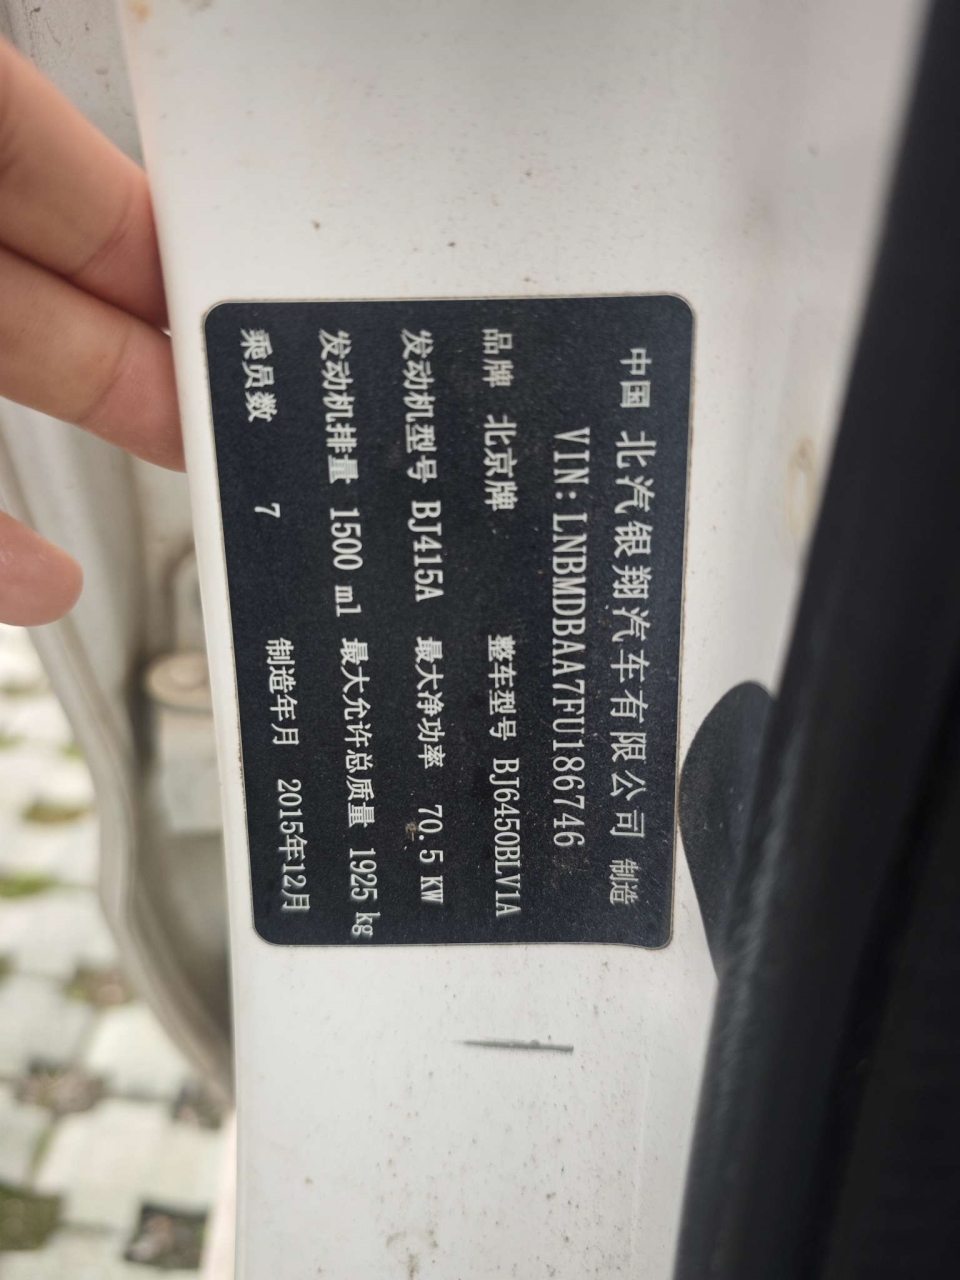 中国 北汽银翔汽车有限公司 制造
VIN:LNBMDBAA7FU186746
品牌 北京牌 整车型号 BJ6450BLV1A
发动机型号 BJ415A 最大净功率 70.5 KW
发动机排量 1500 ml 最大允许总质量 1925 kg
乘员数 7 制造年月 2015年12月